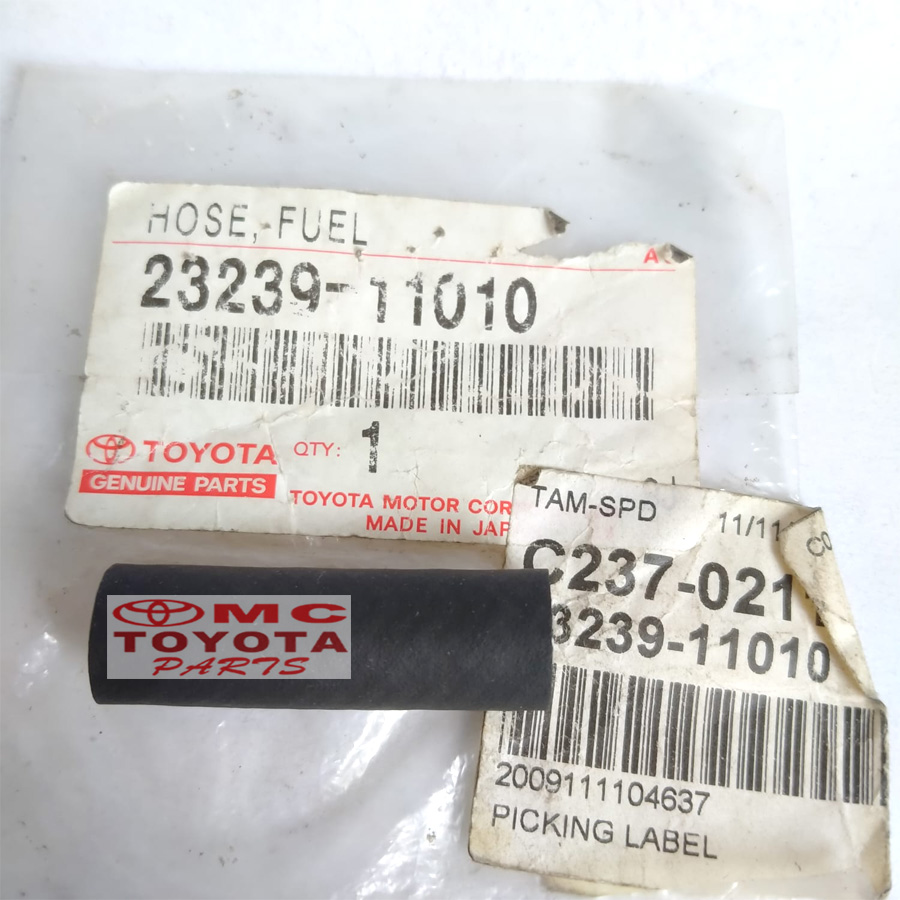 HOSE, FUEL
A
23239-11010
TOYOTA
GENUINE PARTS
QTY: 1
TOYOTA MOTOR COR
MADE IN JAP
TAM-SPD
11/11
CO
C237-021
3239-11010
2009111104637
PICKING LABEL
MC
TOYOTA
PARTS